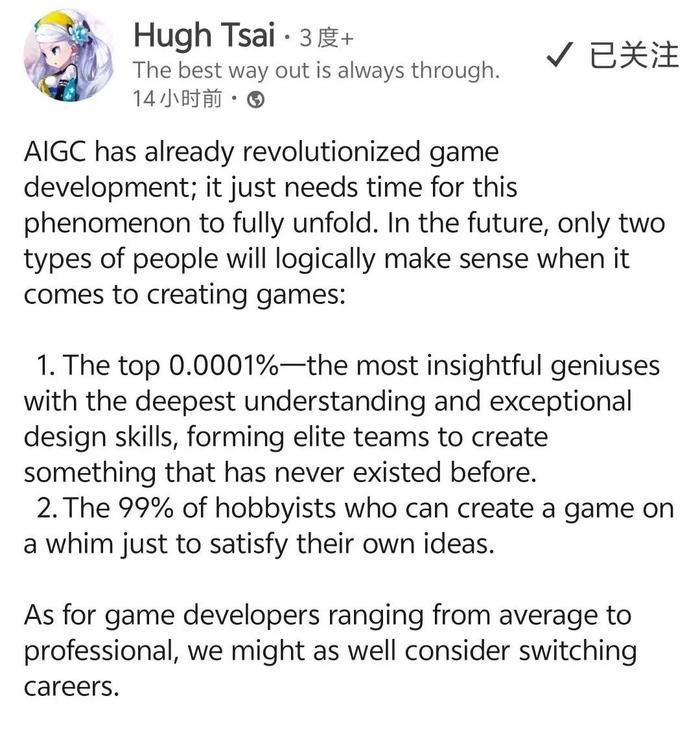 Hugh Tsai · 3 度+
✓ 已关注
The best way out is always through.
14 小时前 ·
AIGC has already revolutionized game
development; it just needs time for this
phenomenon to fully unfold. In the future, only two
types of people will logically make sense when it
comes to creating games:
1. The top 0.0001%—the most insightful geniuses
with the deepest understanding and exceptional
design skills, forming elite teams to create
something that has never existed before.
2. The 99% of hobbyists who can create a game on
a whim just to satisfy their own ideas.
As for game developers ranging from average to
professional, we might as well consider switching
careers.